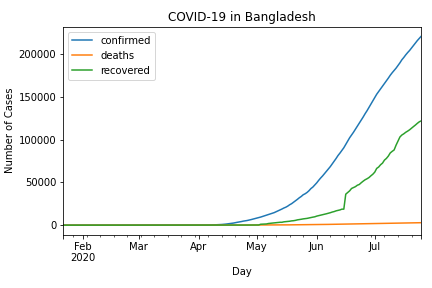 COVID-19 in Bangladesh
confirmed
deaths
recovered
Number of Cases
200000
150000
100000
50000
0
Feb
2020
Mar
Apr
May
Jun
Jul
Day